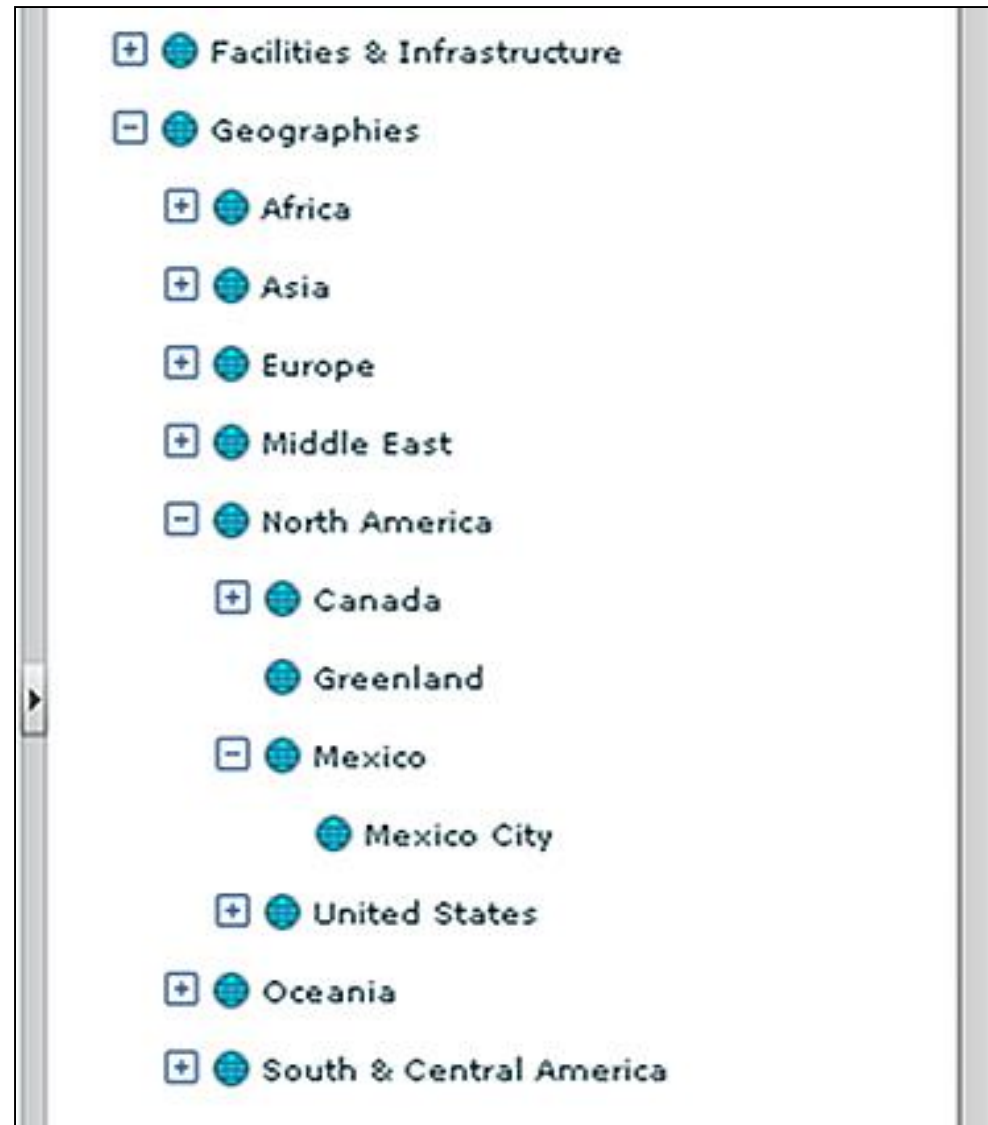 Facilities & Infrastructure
Geographies
Africa
Asia
Europe
Middle East
North America
Canada
Greenland
Mexico
Mexico City
United States
Oceania
South & Central America